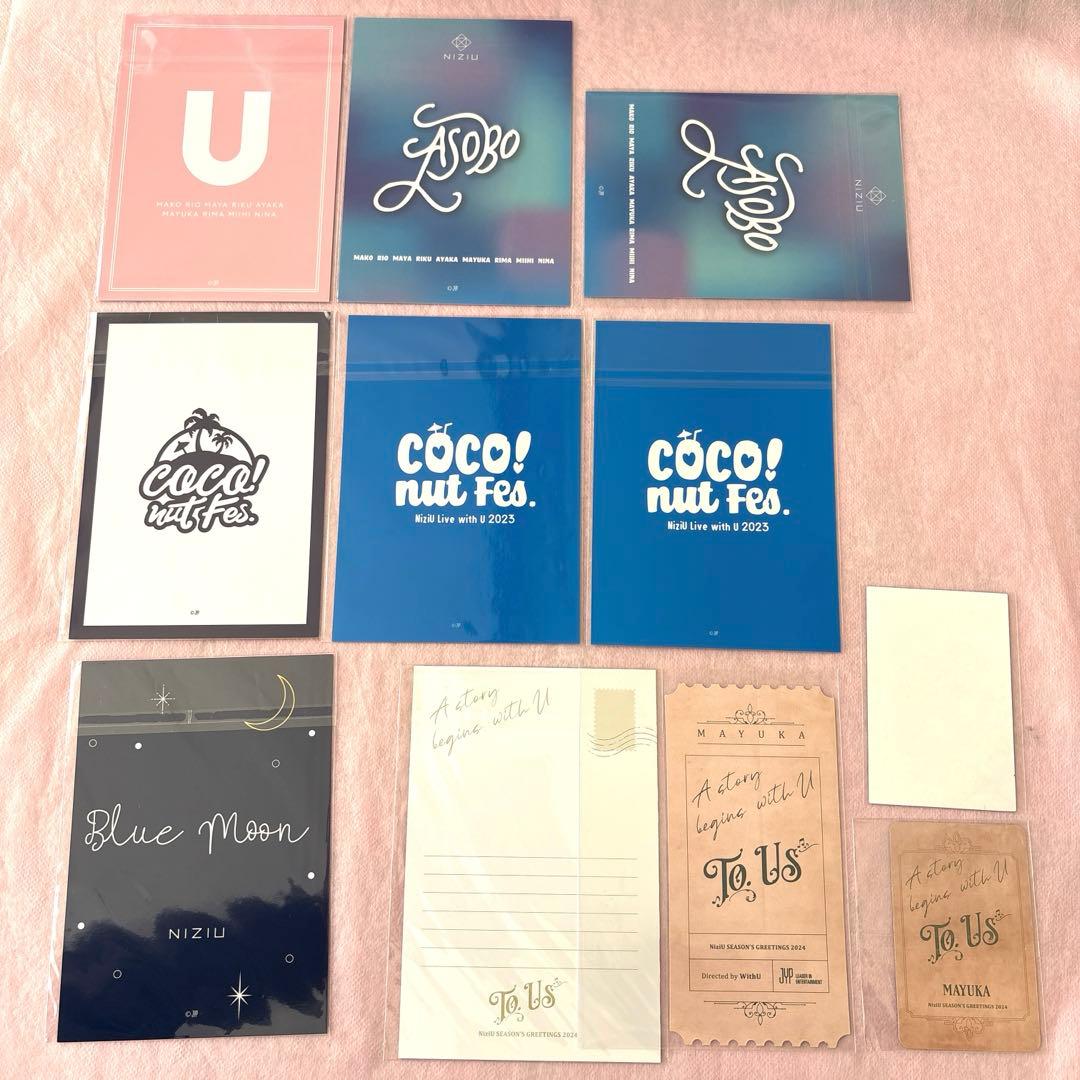 U
MAKO RIO MAYA RIKU AYAKA
MAYUKA RIMA MIIHI NINA
©JYP
NIZIU
ASOBO
MAKO RIO MAYA RIKU AYAKA MAYUKA RIMA MIIHI NINA
©JYP
NIZIU
ASOBO
MAKO RIO MAYA RIKU AYAKA MAYUKA RIMA MIIHI NINA
©JYP
COCO!
nut Fes.
©JYP
COCO!
nut Fes.
NiziU Live with U 2023
©JYP
COCO!
nut Fes.
NiziU Live with U 2023
©JYP
Blue Moon
NIZIU
©JYP
A story
begins with U
To. Us
NiziU SEASON'S GREETINGS 2024
MAYUKA
A story
begins with U
To. Us
NiziU SEASON'S GREETINGS 2024
Directed by WithU
JYP LEADER IN
ENTERTAINMENT
A story
begins with U
To. Us
MAYUKA
NiziU SEASON'S GREETINGS 2024